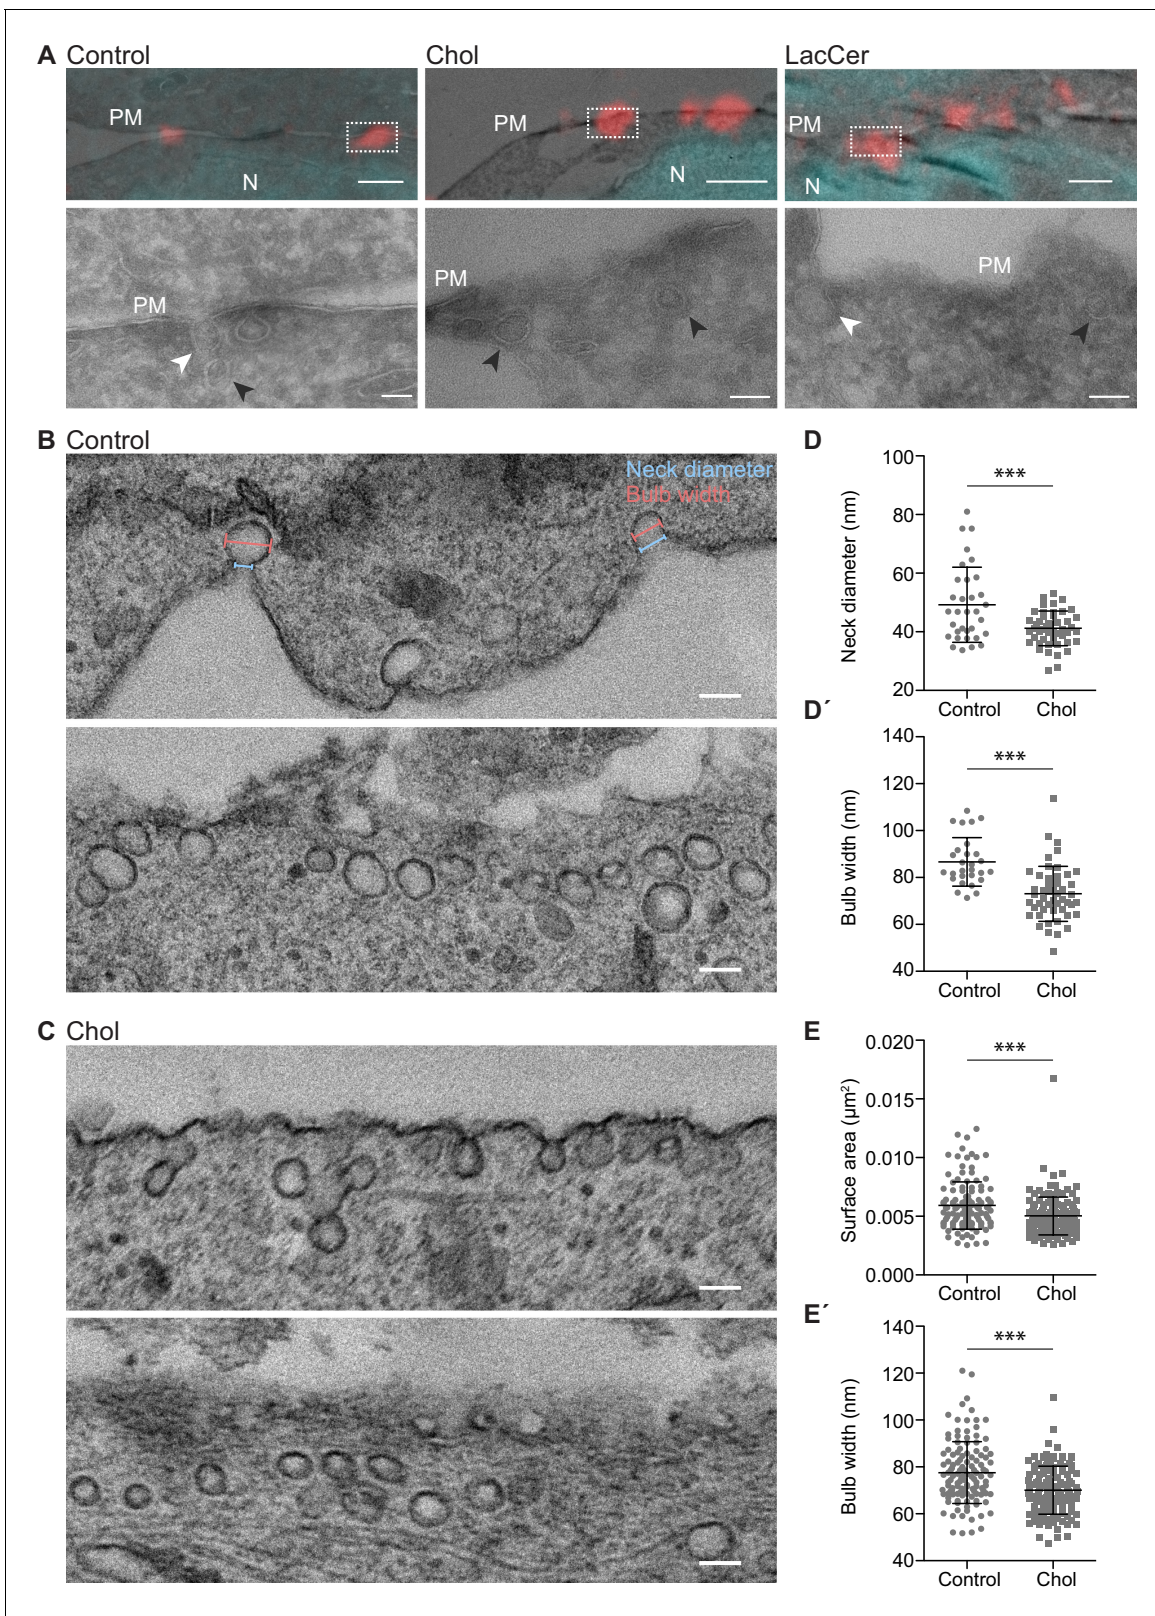 A Control
Chol
LacCer
PM
N
PM
N
PM
N
PM
PM
PM
B Control
Neck diameter
Bulb width
C Chol
D
Neck diameter (nm)
100
80
60
40
20
***
Control Chol
D´
Bulb width (nm)
140
120
100
80
60
40
***
Control Chol
E
Surface area (µm²)
0.020
0.015
0.010
0.005
0.000
***
Control Chol
E´
Bulb width (nm)
140
120
100
80
60
40
***
Control Chol